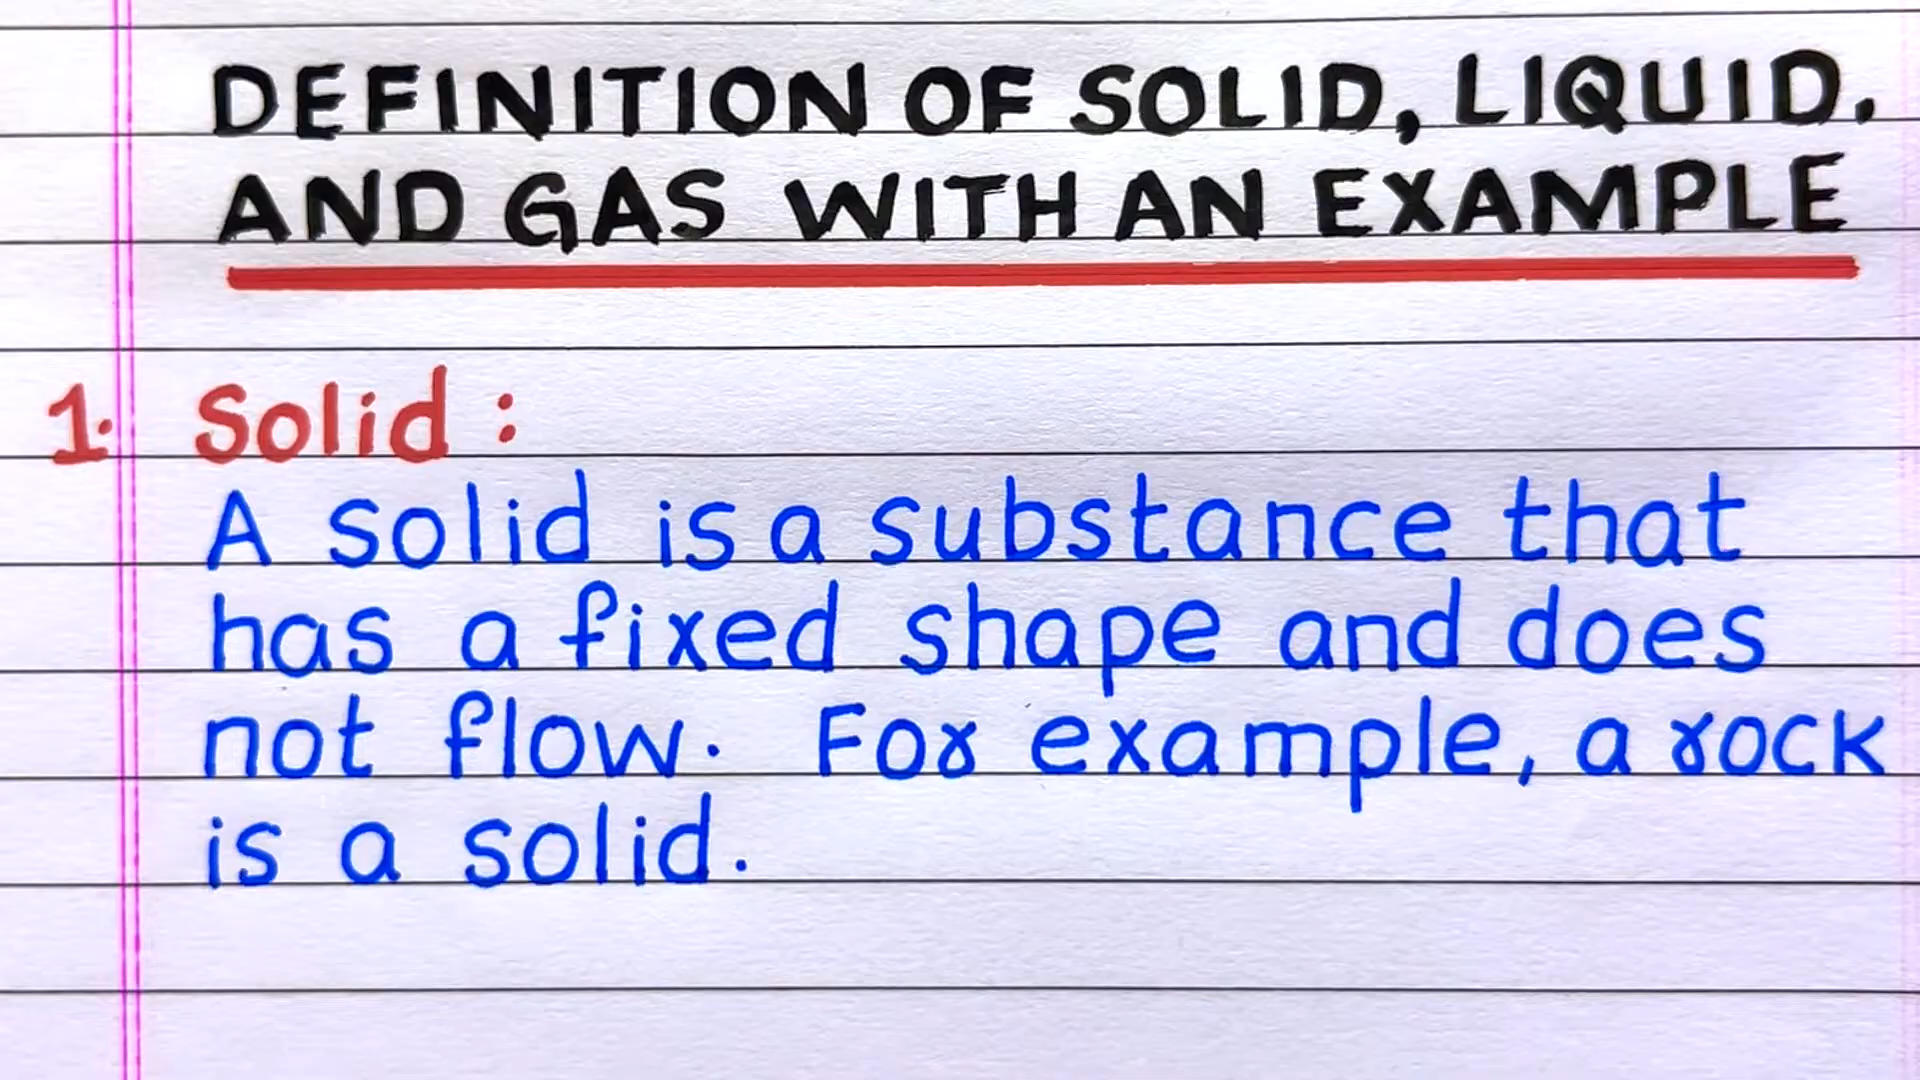 DEFINITION OF SOLID, LIQUID.
AND GAS WITH AN EXAMPLE
1. Solid :
A solid is a substance that
has a fixed shape and does
not flow. For example, a rock
is a solid.